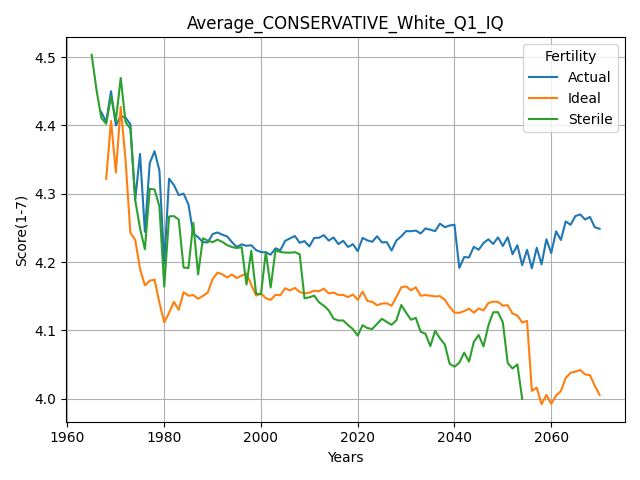 Average_CONSERVATIVE_White_Q1_IQ
Score(1-7)
4.5
4.4
4.3
4.2
4.1
4.0
Fertility
Actual
Ideal
Sterile
1960
1980
2000
2020
2040
2060
Years